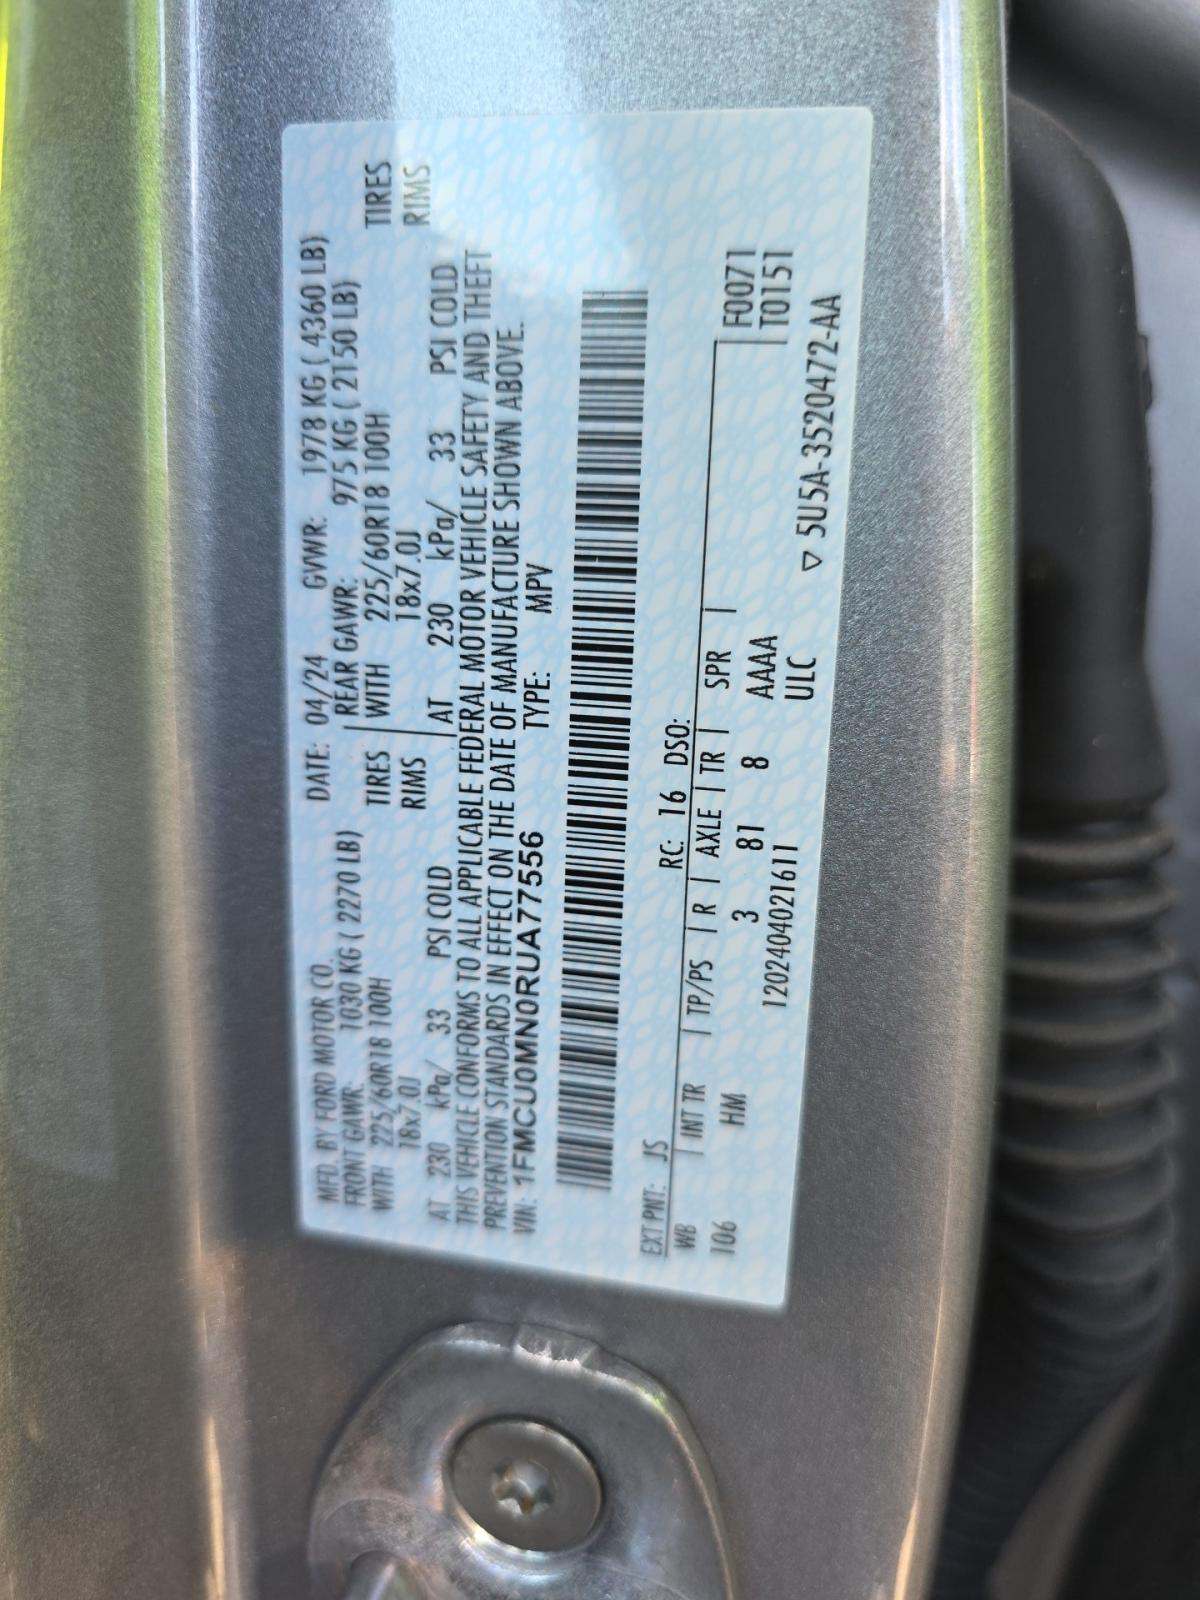 MFD. BY FORD MOTOR CO. DATE: 04/24 GVWR: 1978 KG ( 4360 LB)
FRONT GAWR: 1030 KG ( 2270 LB) REAR GAWR: 975 KG ( 2150 LB)
WITH 225/60R18 100H TIRES WITH 225/60R18 100H TIRES
18x7.0J RIMS 18x7.0J RIMS
AT 230 kPa/ 33 PSI COLD AT 230 kPa/ 33 PSI COLD
THIS VEHICLE CONFORMS TO ALL APPLICABLE FEDERAL MOTOR VEHICLE SAFETY AND THEFT
PREVENTION STANDARDS IN EFFECT ON THE DATE OF MANUFACTURE SHOWN ABOVE.
VIN: 1FMCU0MN0RUA77556 TYPE: MPV
EXT PNT: JS RC: 16 DSO:
WB | INT TR | TP/PS | R | AXLE | TR | SPR | F0071
106 HM 3 81 8 AAAA T0151
1202404021611 ULC
▽ 5U5A-3520472-AA